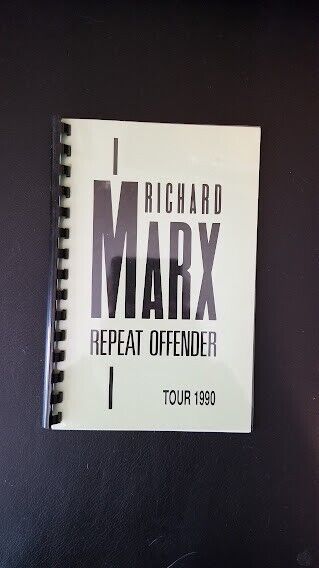 RICHARD
MARX
REPEAT OFFENDER
TOUR 1990